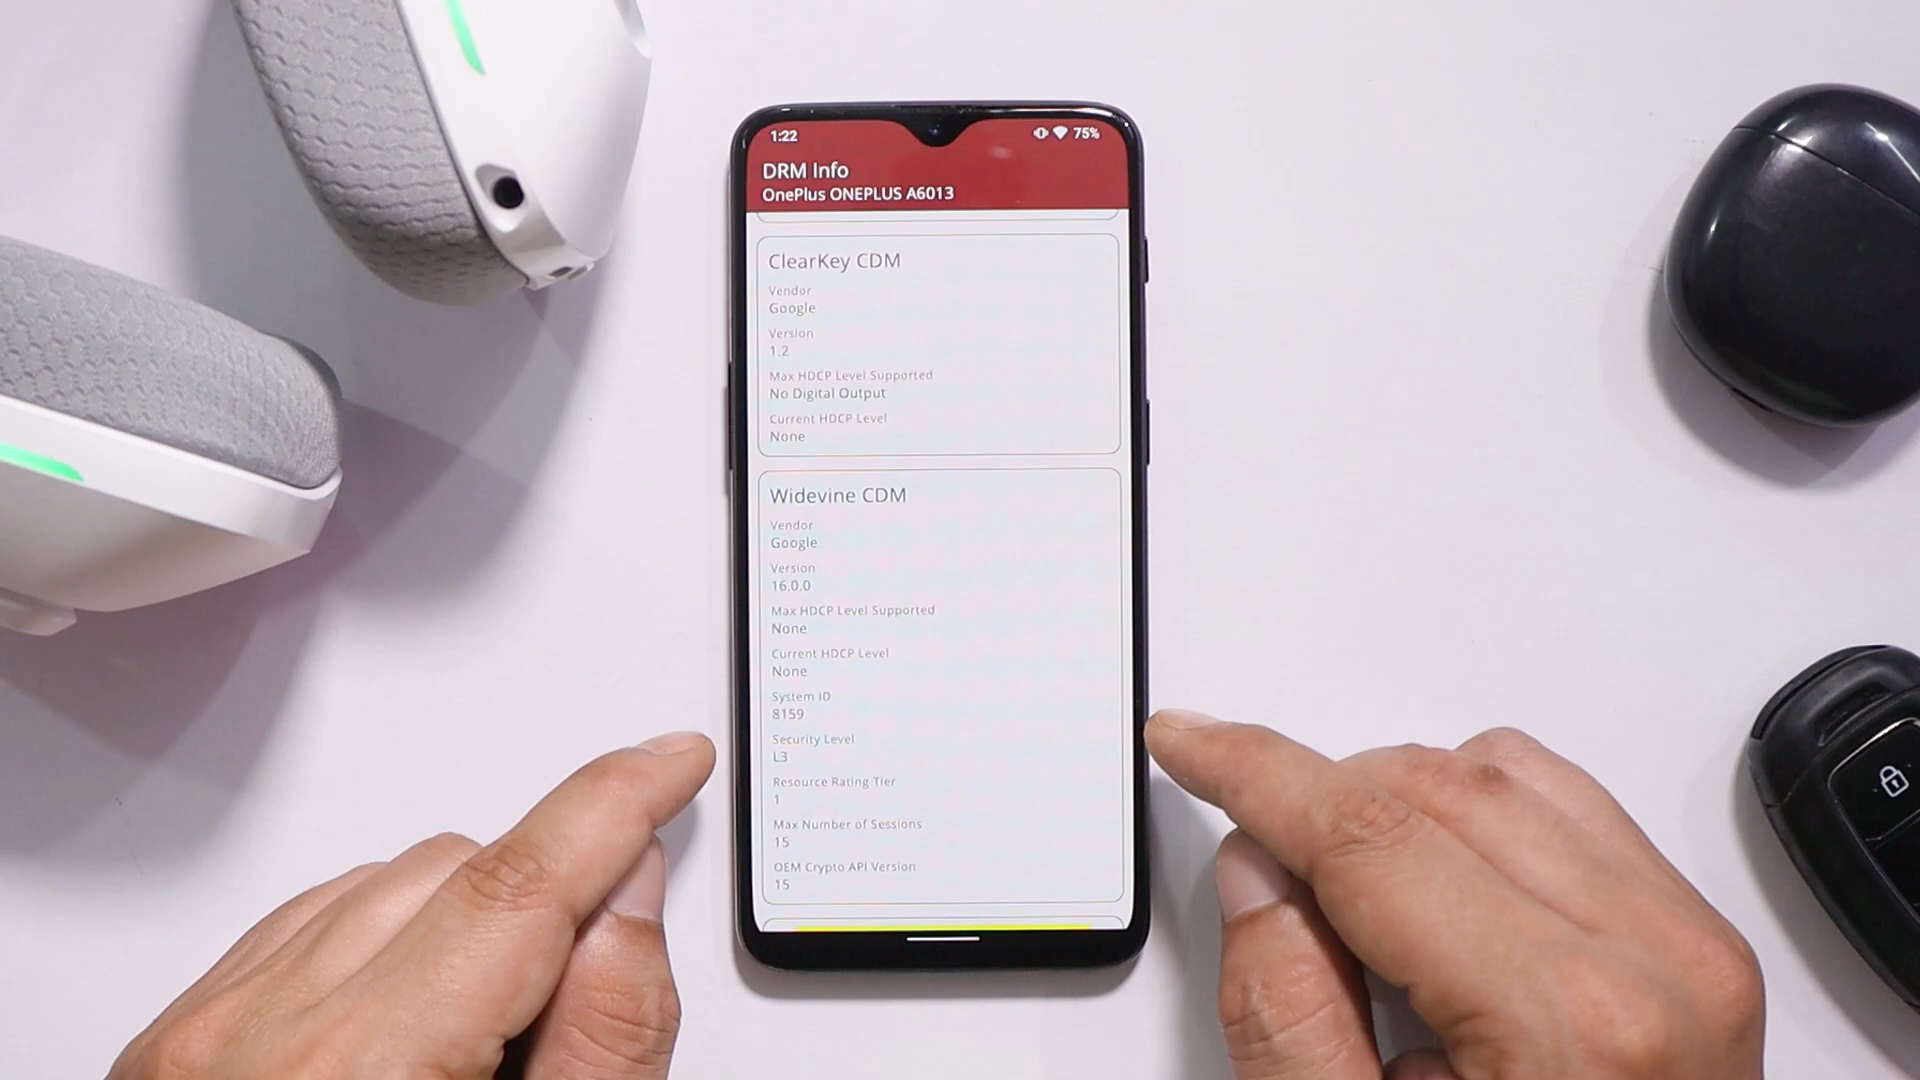 1:22
75%
DRM Info
OnePlus ONEPLUS A6013
ClearKey CDM
Vendor
Google
Version
1.2
Max HDCP Level Supported
No Digital Output
Current HDCP Level
None
Widevine CDM
Vendor
Google
Version
16.0.0
Max HDCP Level Supported
None
Current HDCP Level
None
System ID
8159
Security Level
L3
Resource Rating Tier
1
Max Number of Sessions
15
OEM Crypto API Version
15